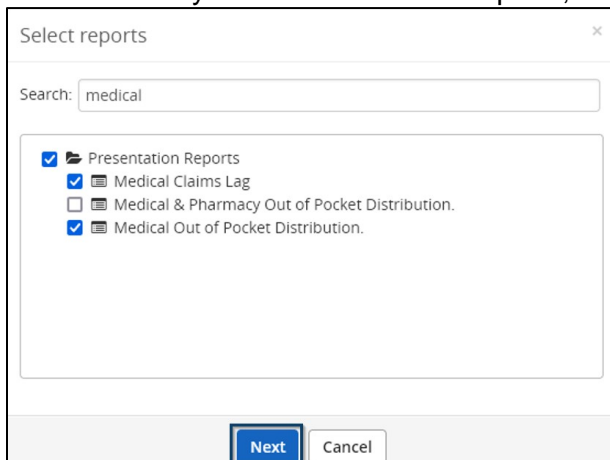 Select reports ×
Search: medical
Presentation Reports
Medical Claims Lag
Medical & Pharmacy Out of Pocket Distribution.
Medical Out of Pocket Distribution.
Next Cancel